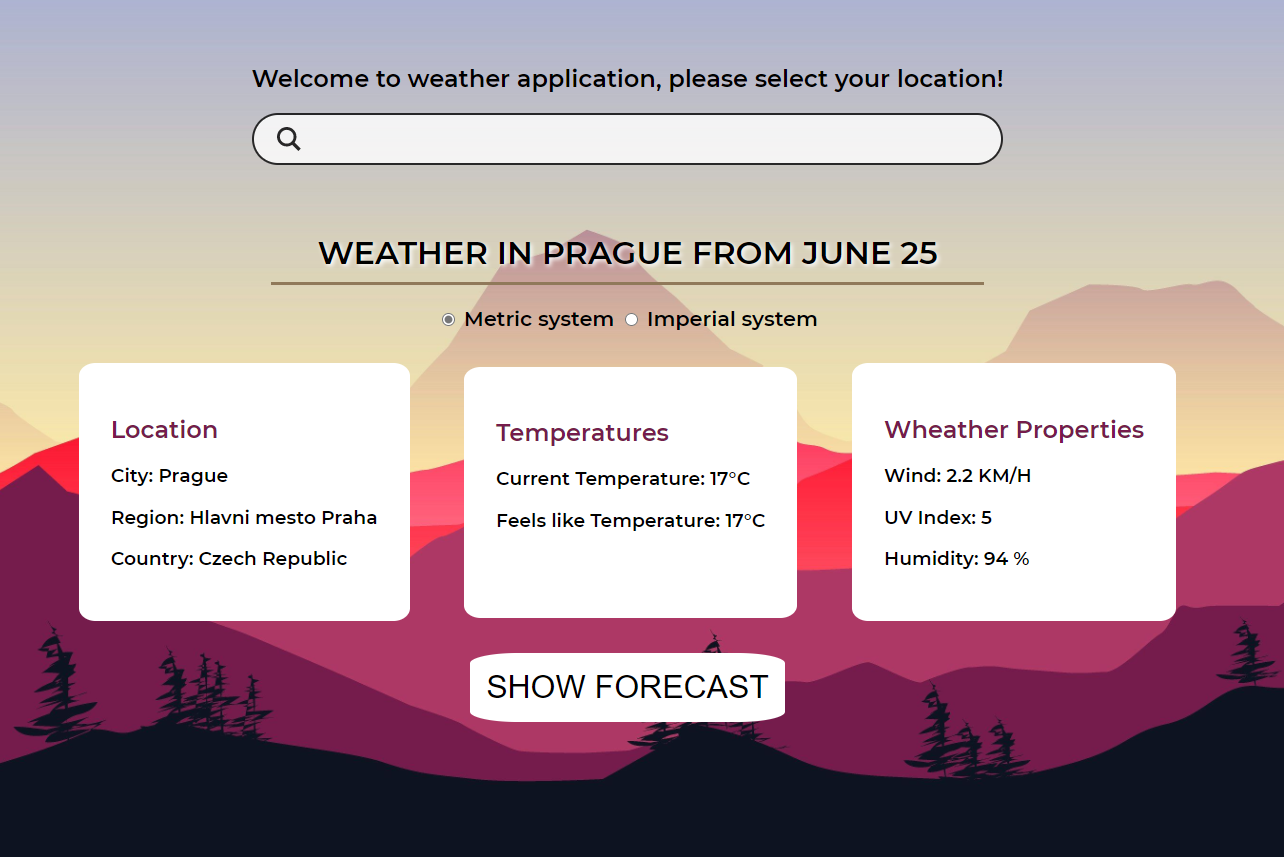 Welcome to weather application, please select your location!
WEATHER IN PRAGUE FROM JUNE 25
Metric system Imperial system
Location
City: Prague
Region: Hlavni mesto Praha
Country: Czech Republic
Temperatures
Current Temperature: 17°C
Feels like Temperature: 17°C
Wheather Properties
Wind: 2.2 KM/H
UV Index: 5
Humidity: 94 %
SHOW FORECAST